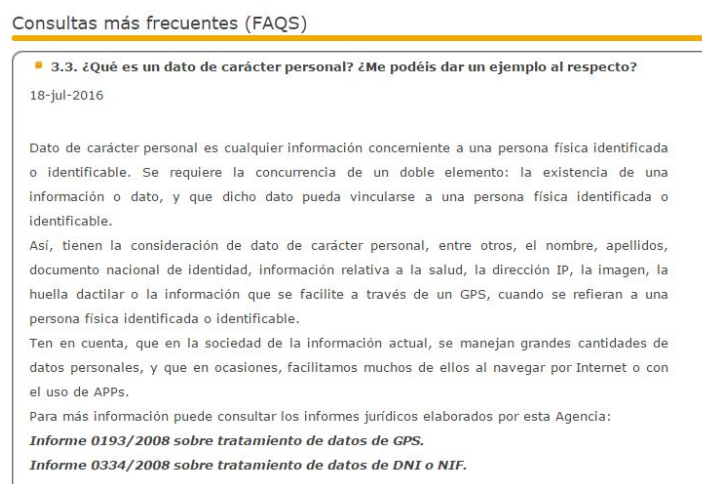 Consultas más frecuentes (FAQS)
3.3. ¿Qué es un dato de carácter personal? ¿Me podéis dar un ejemplo al respecto?
18-jul-2016
Dato de carácter personal es cualquier información concerniente a una persona física identificada
o identificable. Se requiere la concurrencia de un doble elemento: la existencia de una
información o dato, y que dicho dato pueda vincularse a una persona física identificada o
identificable.
Así, tienen la consideración de dato de carácter personal, entre otros, el nombre, apellidos,
documento nacional de identidad, información relativa a la salud, la dirección IP, la imagen, la
huella dactilar o la información que se facilite a través de un GPS, cuando se refieran a una
persona física identificada o identificable.
Ten en cuenta, que en la sociedad de la información actual, se manejan grandes cantidades de
datos personales, y que en ocasiones, facilitamos muchos de ellos al navegar por Internet o con
el uso de APPs.
Para más información puede consultar los informes jurídicos elaborados por esta Agencia:
Informe 0193/2008 sobre tratamiento de datos de GPS.
Informe 0334/2008 sobre tratamiento de datos de DNI o NIF.